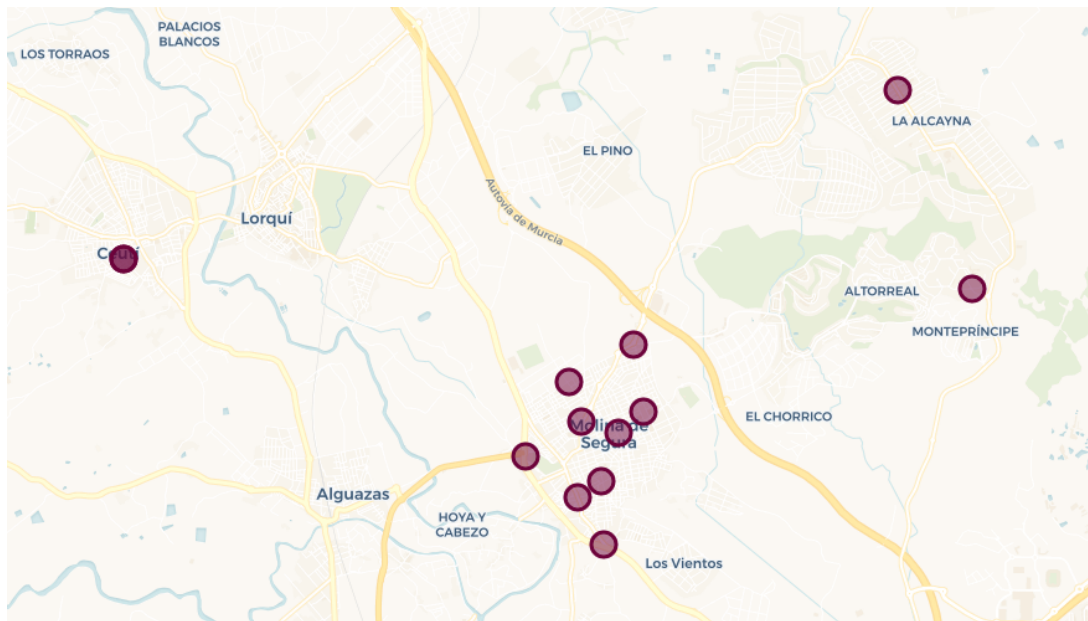 PALACIOS
BLANCOS
LOS TORRAOS
LA ALCAYNA
EL PINO
Autovía de Murcia
Lorquí
Ceutí
ALTORREAL
MONTEPRÍNCIPE
EL CHORRICO
Molina de
Segura
Alguazas
HOYA Y
CABEZO
Los Vientos